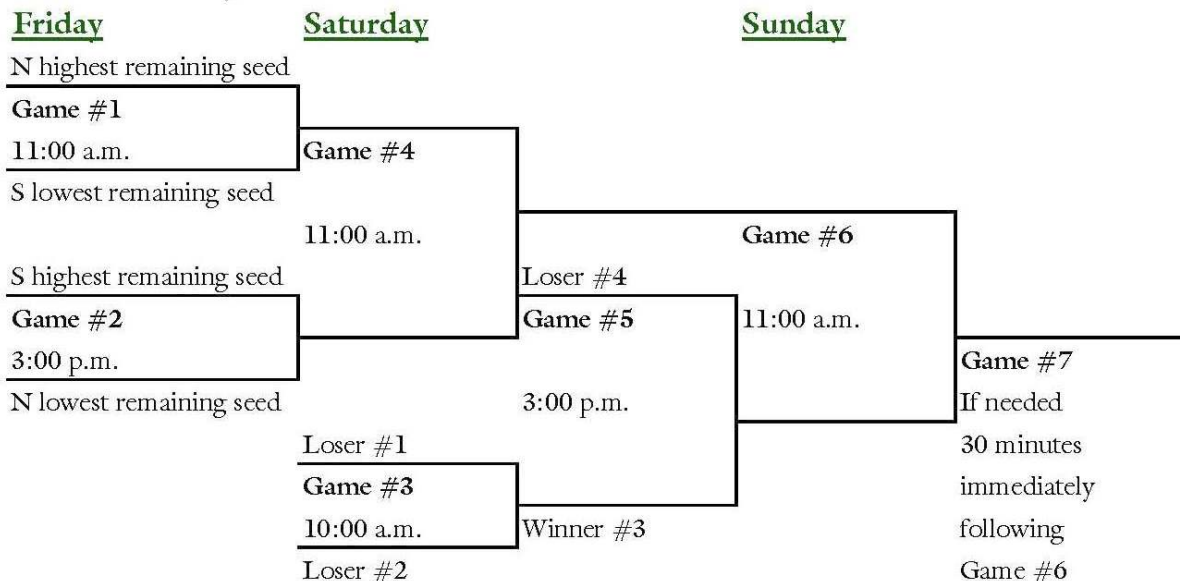 Friday
Saturday
Sunday
N highest remaining seed
Game #1
11:00 a.m.
S lowest remaining seed
Game #4
11:00 a.m.
S highest remaining seed
Game #2
3:00 p.m.
N lowest remaining seed
Loser #4
Game #5
3:00 p.m.
Loser #1
Game #3
10:00 a.m.
Loser #2
Winner #3
Game #6
11:00 a.m.
Game #7
If needed
30 minutes
immediately
following
Game #6